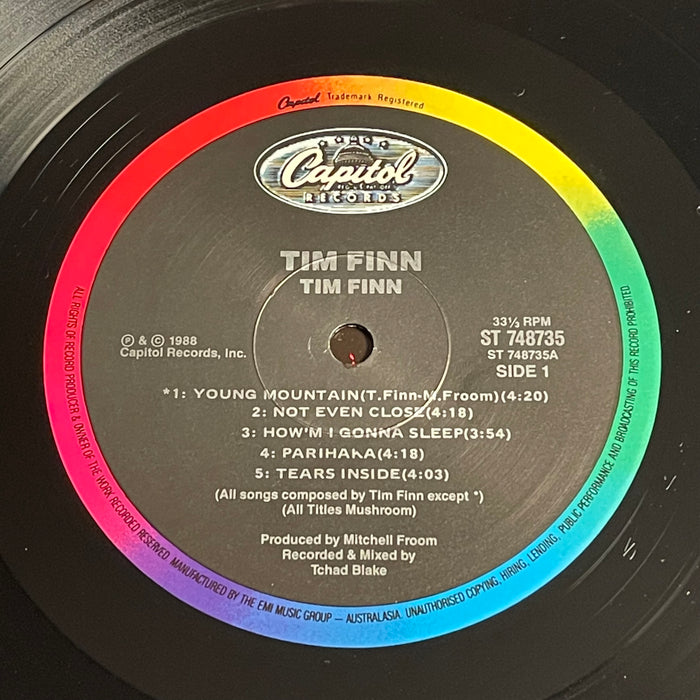 Capitol Trademark Registered
Capitol
RECORDS
TIM FINN
TIM FINN
℗ & © 1988
Capitol Records, Inc.
33⅓ RPM
ST 748735
ST 748735A
SIDE 1
*1: YOUNG MOUNTAIN(T.Finn-M.Froom)(4:20)
2: NOT EVEN CLOSE(4:18)
3: HOW'M I GONNA SLEEP(3:54)
4: PARIHAKA(4:18)
5: TEARS INSIDE(4:03)
(All songs composed by Tim Finn except *)
(All Titles Mushroom)
Produced by Mitchell Froom
Recorded & Mixed by
Tchad Blake
ALL RIGHTS OF RECORD PRODUCER & OWNER OF THE WORK RECORDED RESERVED. MANUFACTURED BY THE EMI MUSIC GROUP — AUSTRALASIA. UNAUTHORISED COPYING, HIRING, LENDING, PUBLIC PERFORMANCE AND BROADCASTING OF THIS RECORD PROHIBITED